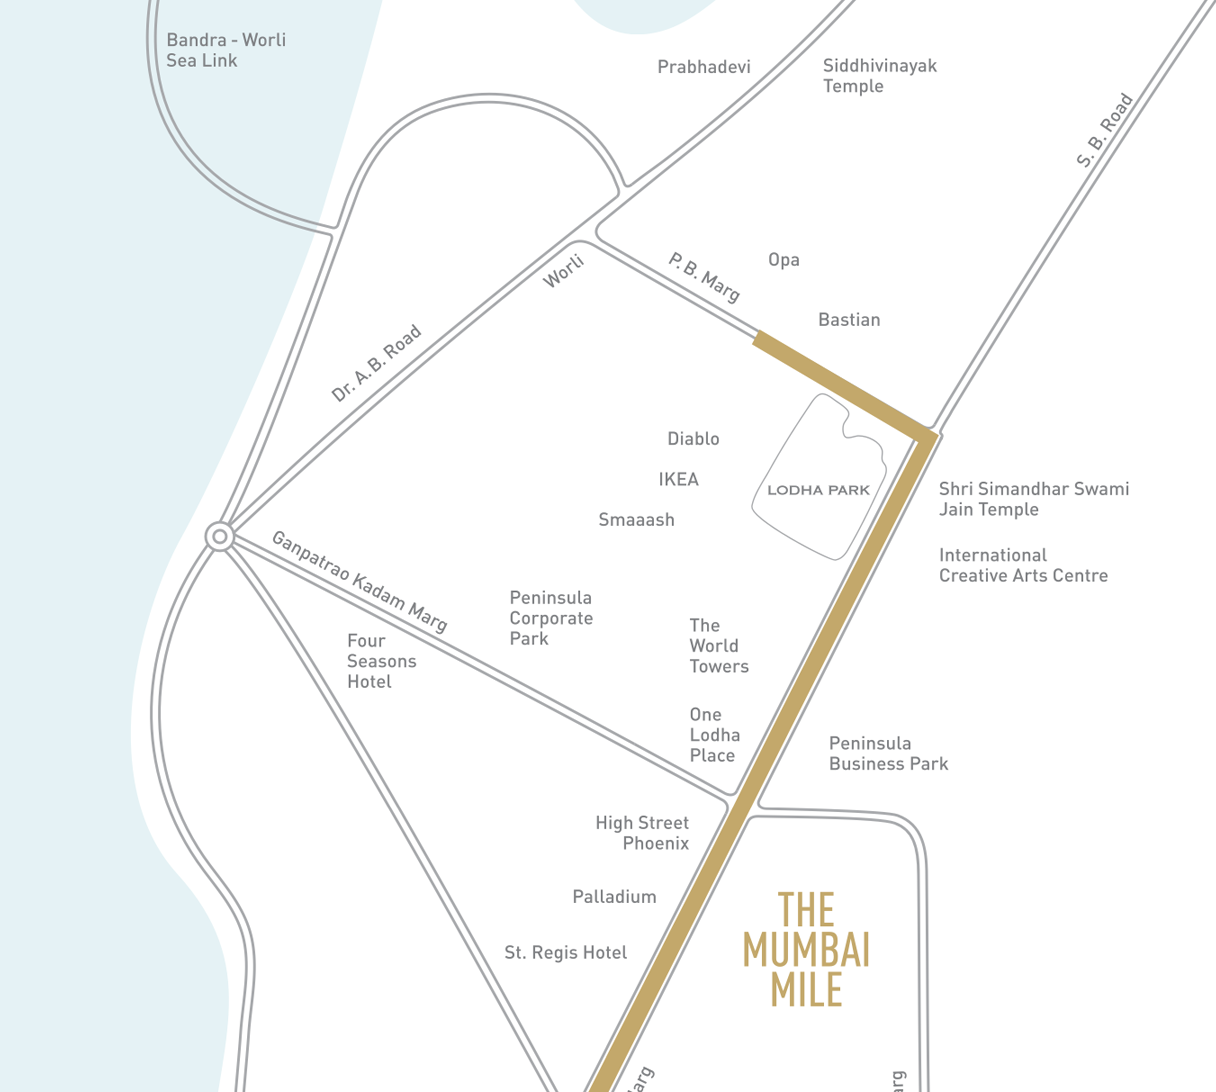 Bandra - Worli
Sea Link
Prabhadevi
Siddhivinayak
Temple
S. B. Road
P. B. Marg
Opa
Worli
Bastian
Dr. A. B. Road
Diablo
IKEA
LODHA PARK
Shri Simandhar Swami
Jain Temple
Smaaash
Ganpatrao Kadam Marg
International
Creative Arts Centre
Peninsula
Corporate
Park
The
World
Towers
Four
Seasons
Hotel
One
Lodha
Place
Peninsula
Business Park
High Street
Phoenix
Palladium
THE
MUMBAI
MILE
St. Regis Hotel